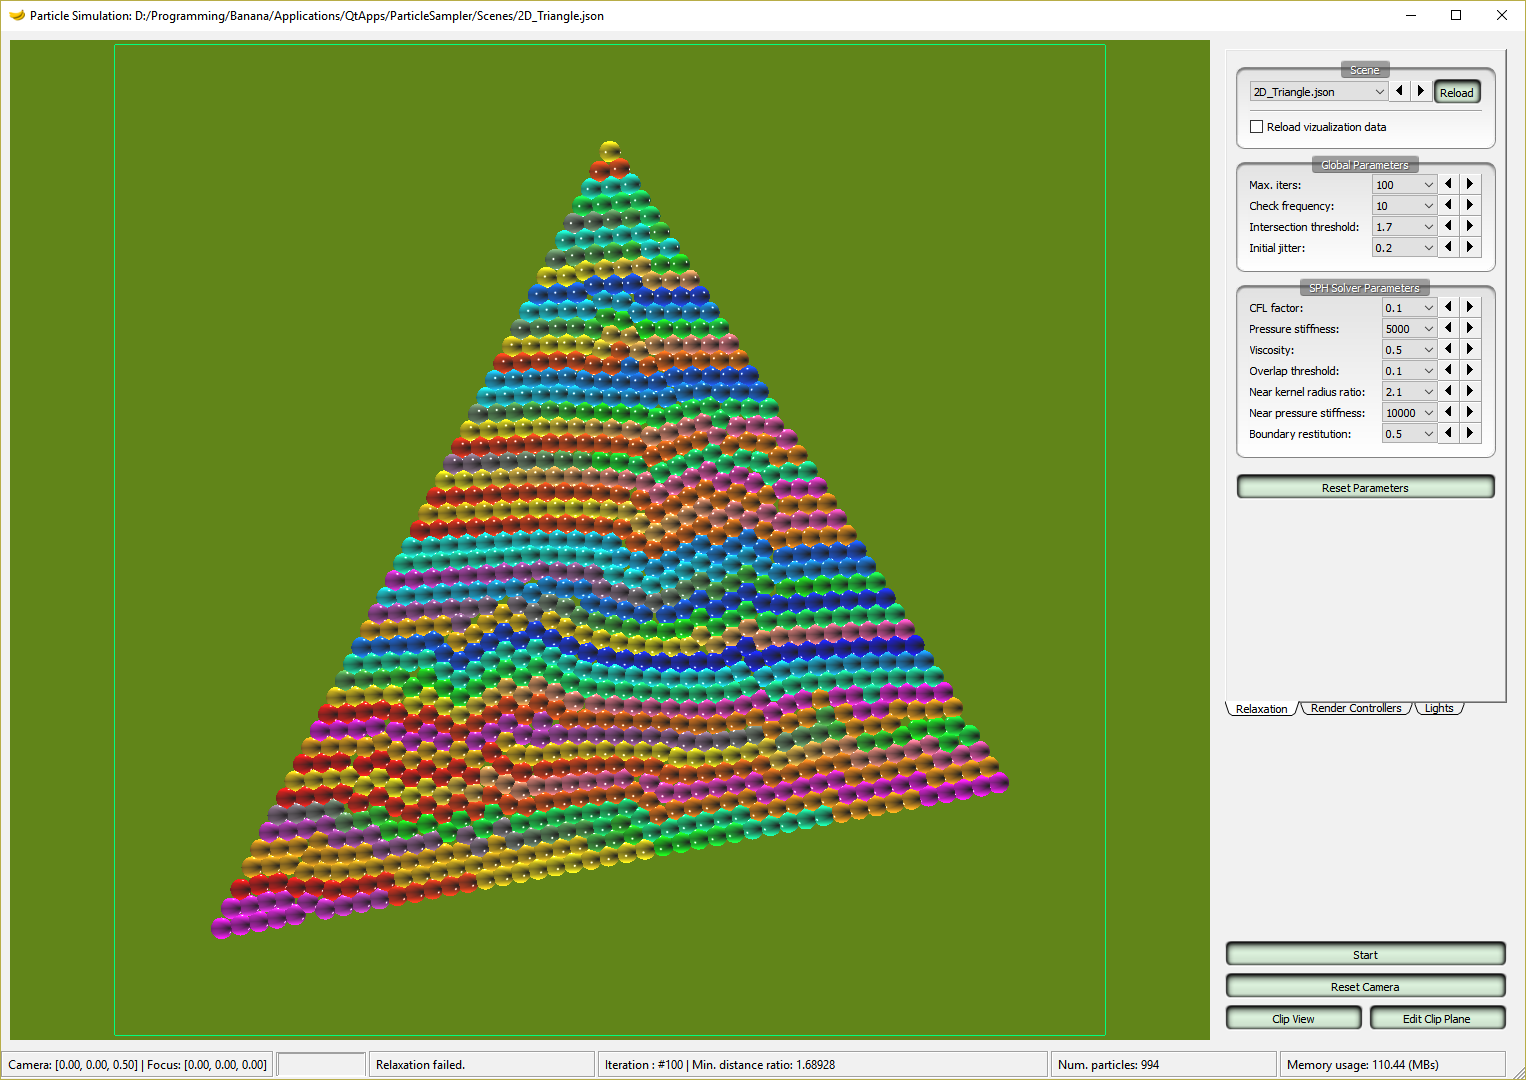 Particle Simulation: D:/Programming/Banana/Applications/QtApps/ParticleSampler/Scenes/2D_Triangle.json
Scene
2D_Triangle.json
Reload
Reload vizualization data
Global Parameters
Max. iters: 100
Check frequency: 10
Intersection threshold: 1.7
Initial jitter: 0.2
SPH Solver Parameters
CFL factor: 0.1
Pressure stiffness: 5000
Viscosity: 0.5
Overlap threshold: 0.1
Near kernel radius ratio: 2.1
Near pressure stiffness: 10000
Boundary restitution: 0.5
Reset Parameters
Relaxation Render Controllers Lights
Start
Reset Camera
Clip View Edit Clip Plane
Camera: [0.00, 0.00, 0.50] | Focus: [0.00, 0.00, 0.00] Relaxation failed. Iteration : #100 | Min. distance ratio: 1.68928 Num. particles: 994 Memory usage: 110.44 (MBs)